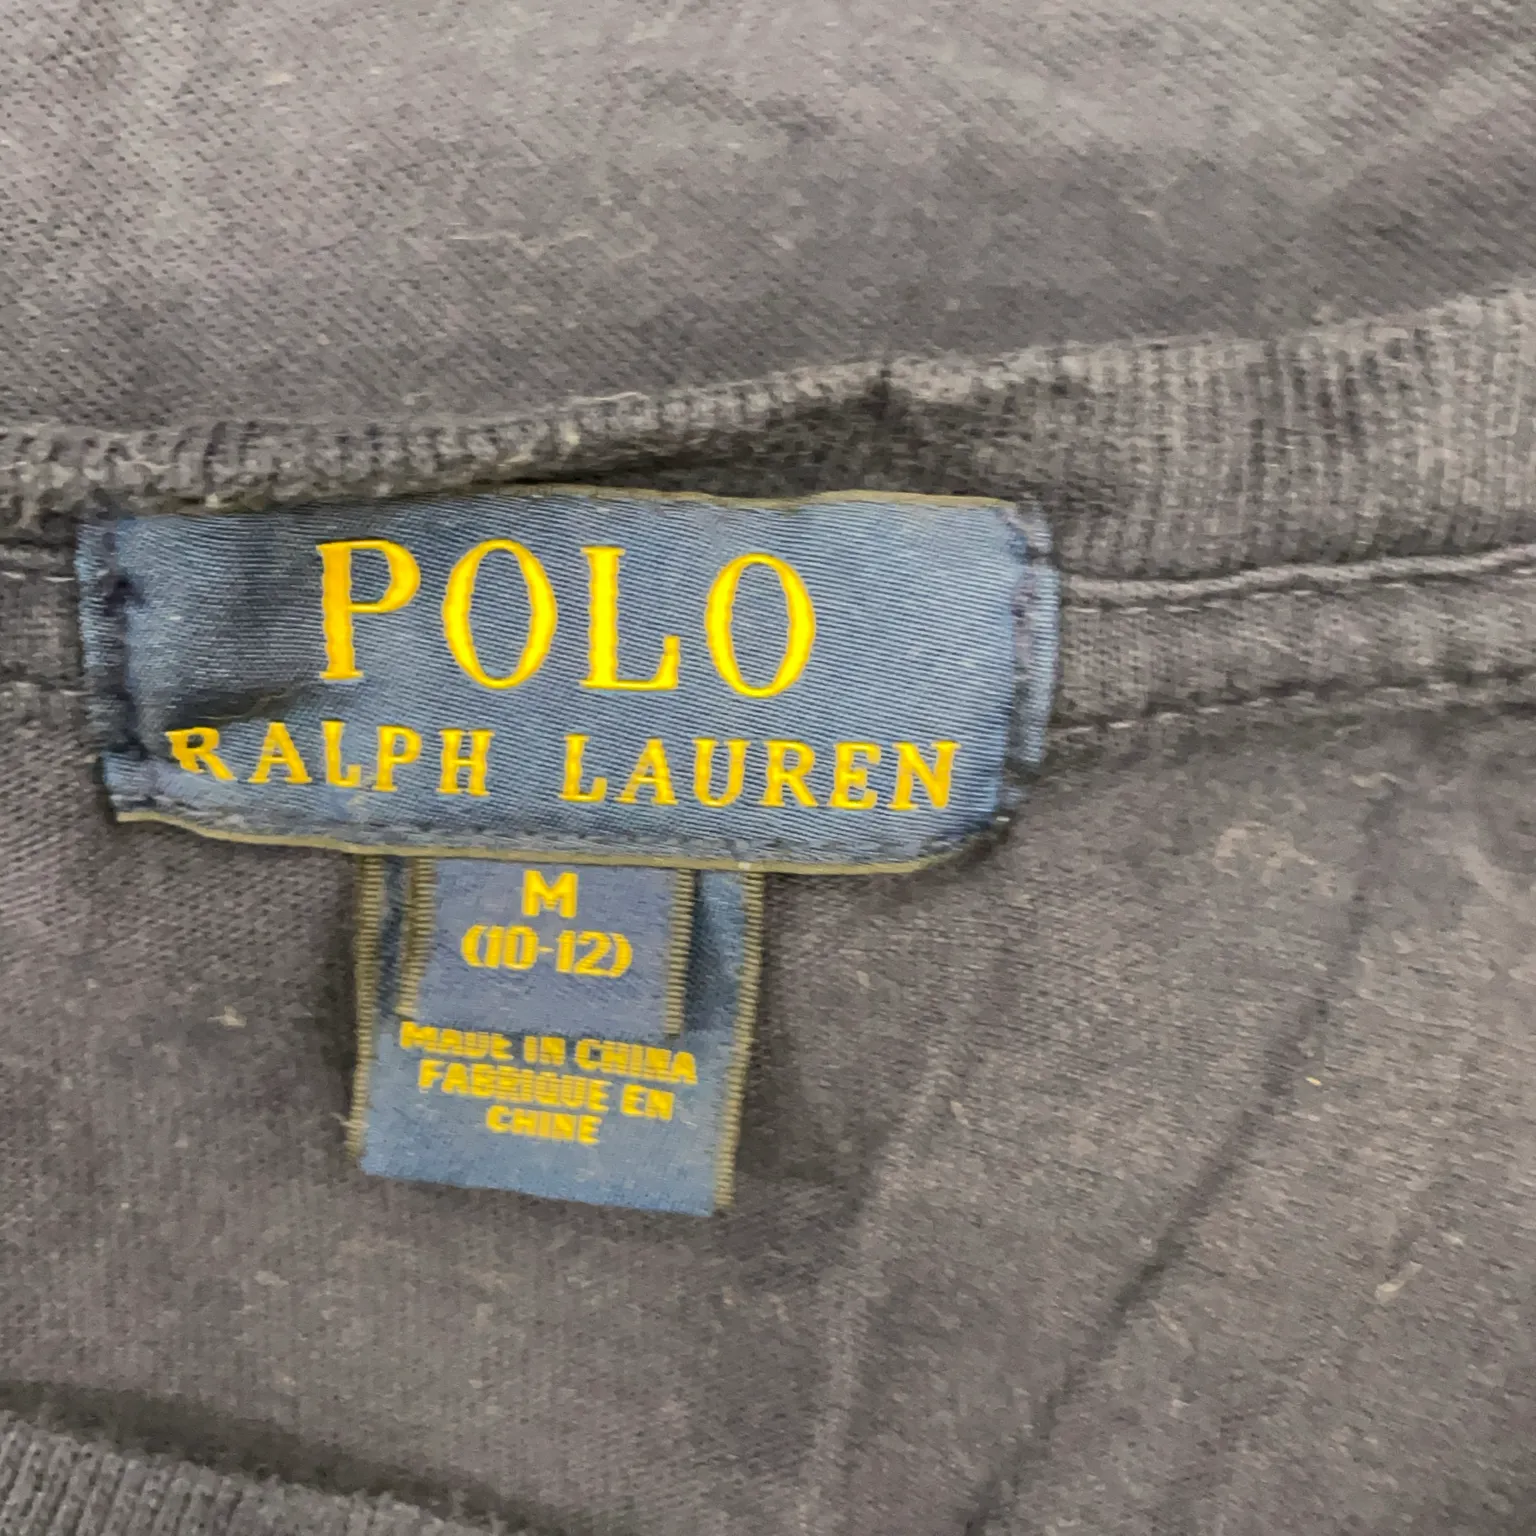 POLO
RALPH LAUREN
M
(10-12)
MADE IN CHINA
FABRIQUE EN
CHINE